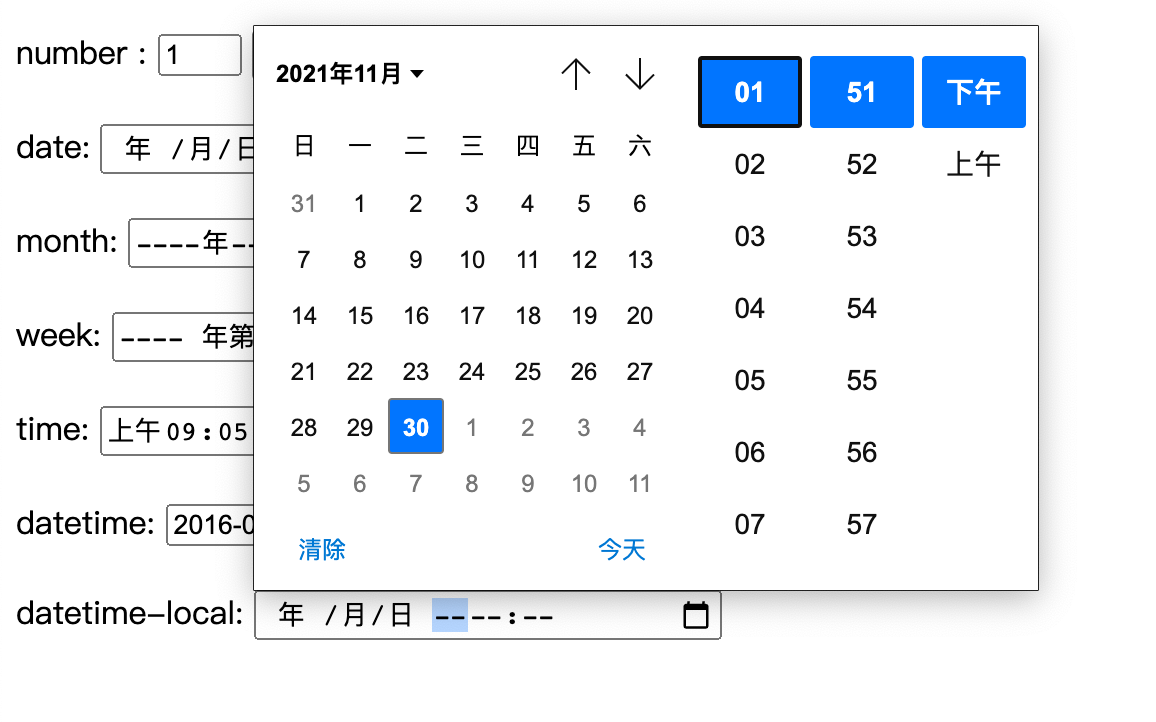 number : 1
date: 年 /月/日
month: ----年--
week: ---- 年第
time: 上午 09:05
datetime: 2016-0
datetime-local: 年 /月/日 ----:--
2021年11月
日 一 二 三 四 五 六
31 1 2 3 4 5 6
7 8 9 10 11 12 13
14 15 16 17 18 19 20
21 22 23 24 25 26 27
28 29 30 1 2 3 4
5 6 7 8 9 10 11
清除 今天
01 51 下午
02 52 上午
03 53
04 54
05 55
06 56
07 57